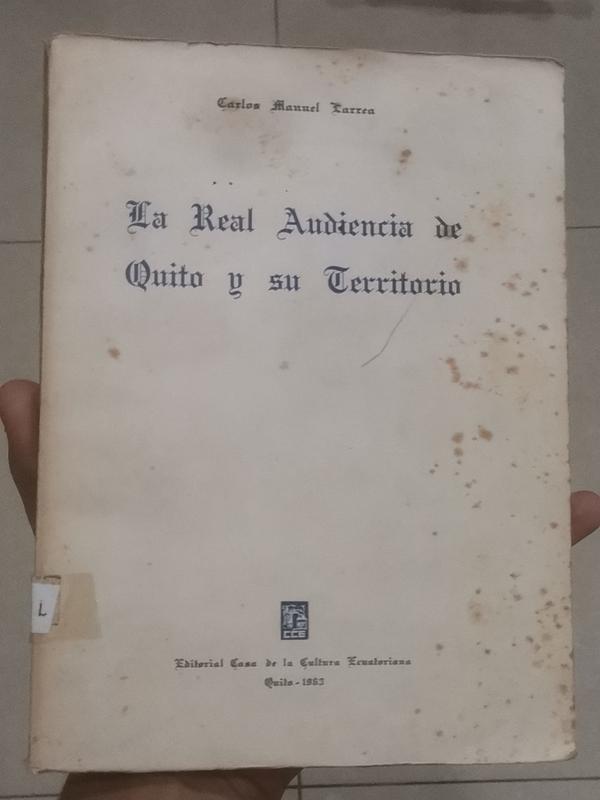 Carlos Manuel Larrea
La Real Audiencia de
Quito y su Territorio
L
CCE
Editorial Casa de la Cultura Ecuatoriana
Quito - 1963